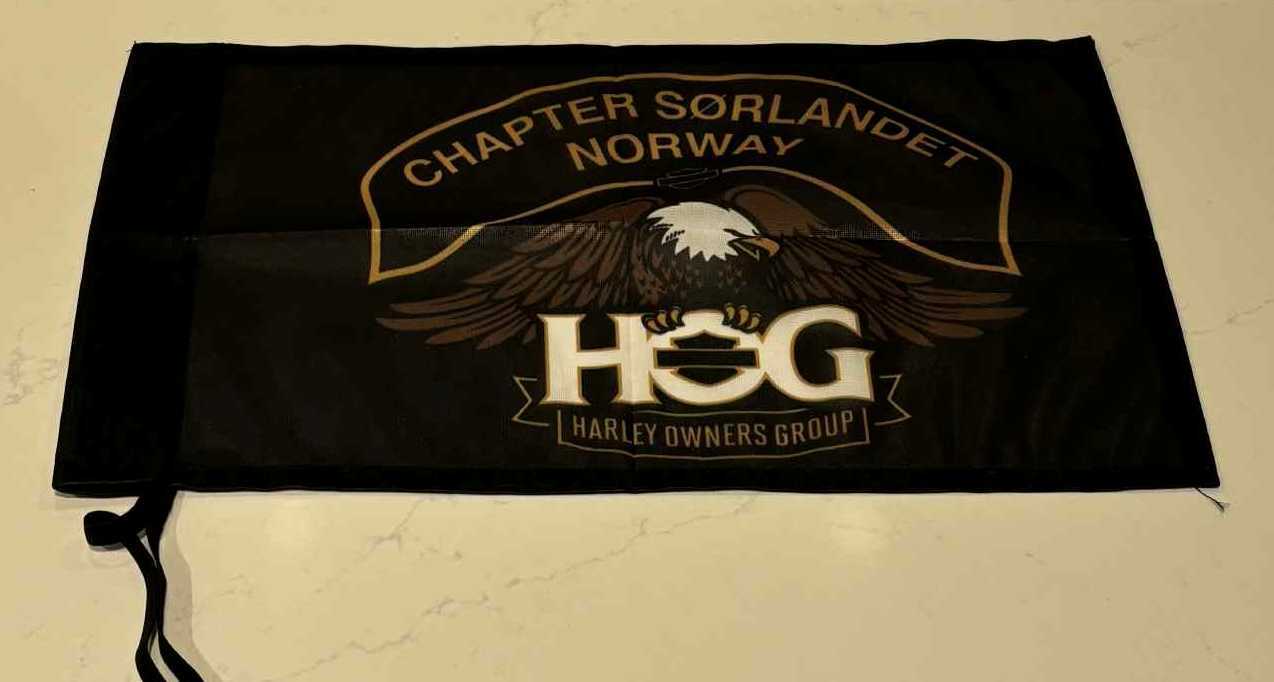 CHAPTER SØRLANDET
NORWAY
HOG
HARLEY OWNERS GROUP